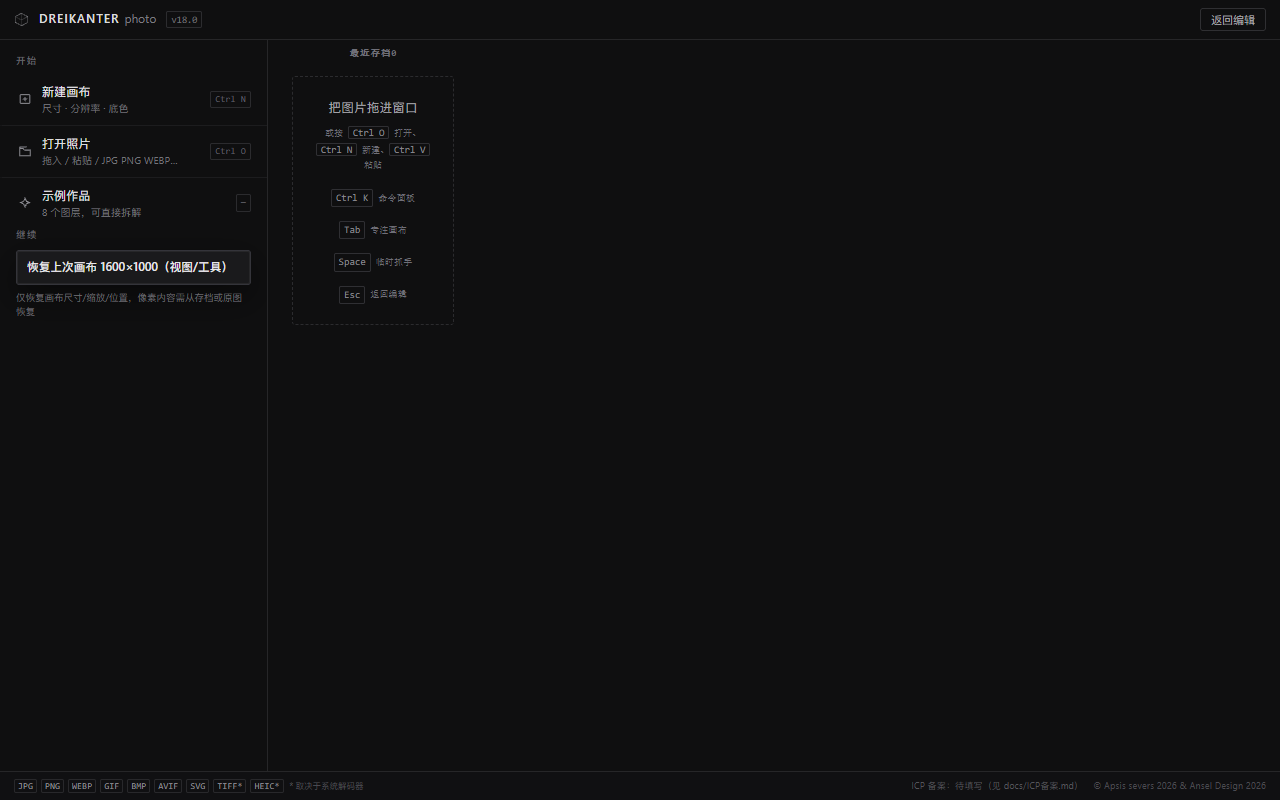 DREIKANTER photo v18.0
返回编辑
开始
新建画布
尺寸 · 分辨率 · 底色
Ctrl N
打开照片
拖入 / 粘贴 / JPG PNG WEBP…
Ctrl O
示例作品
8 个图层，可直接拆解
—
继续
恢复上次画布 1600×1000（视图/工具）
仅恢复画布尺寸/缩放/位置，像素内容需从存档或原图
恢复
最近存档0
把图片拖进窗口
或按 Ctrl O 打开、
Ctrl N 新建、 Ctrl V
粘贴
Ctrl K 命令面板
Tab 专注画布
Space 临时抓手
Esc 返回编辑
JPG PNG WEBP GIF BMP AVIF SVG TIFF* HEIC* * 取决于系统解码器
ICP 备案：待填写（见 docs/ICP备案.md）
© Apsis severs 2026 & Ansel Design 2026